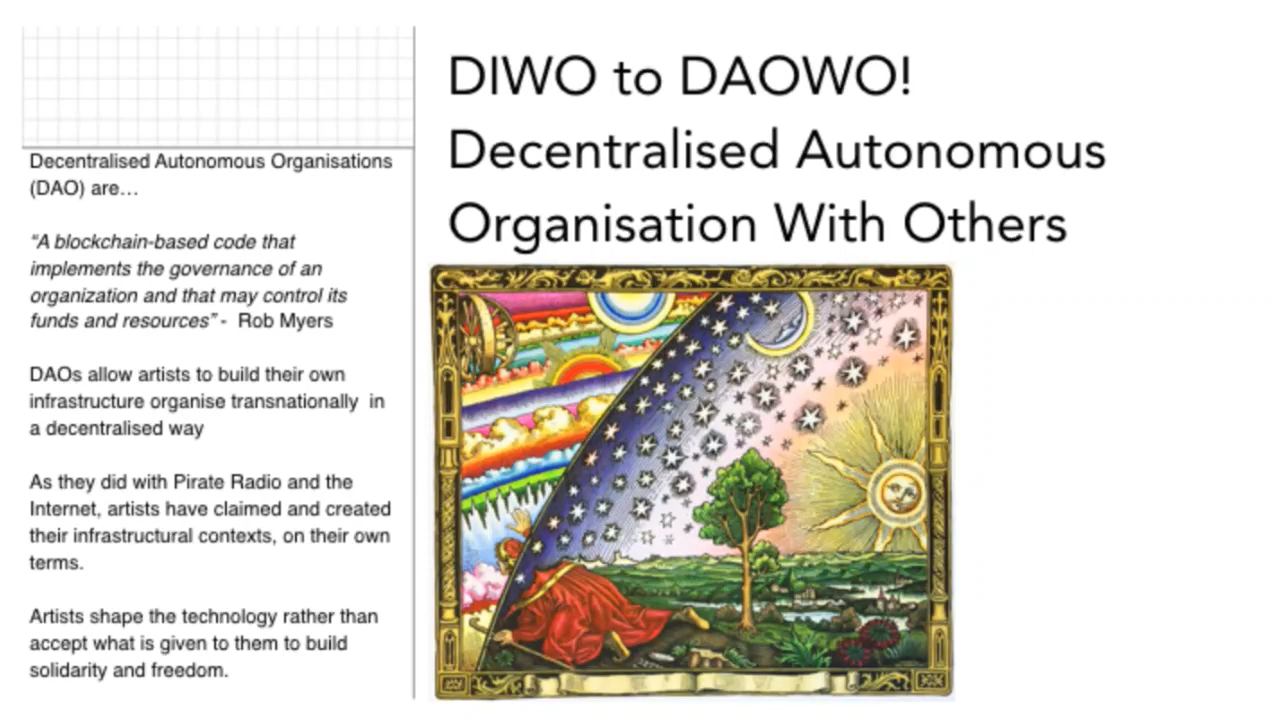 DIWO to DAOWO!
Decentralised Autonomous
Organisation With Others
Decentralised Autonomous Organisations
(DAO) are…
“A blockchain-based code that
implements the governance of an
organization and that may control its
funds and resources” - Rob Myers
DAOs allow artists to build their own
infrastructure organise transnationally in
a decentralised way
As they did with Pirate Radio and the
Internet, artists have claimed and created
their infrastructural contexts, on their own
terms.
Artists shape the technology rather than
accept what is given to them to build
solidarity and freedom.